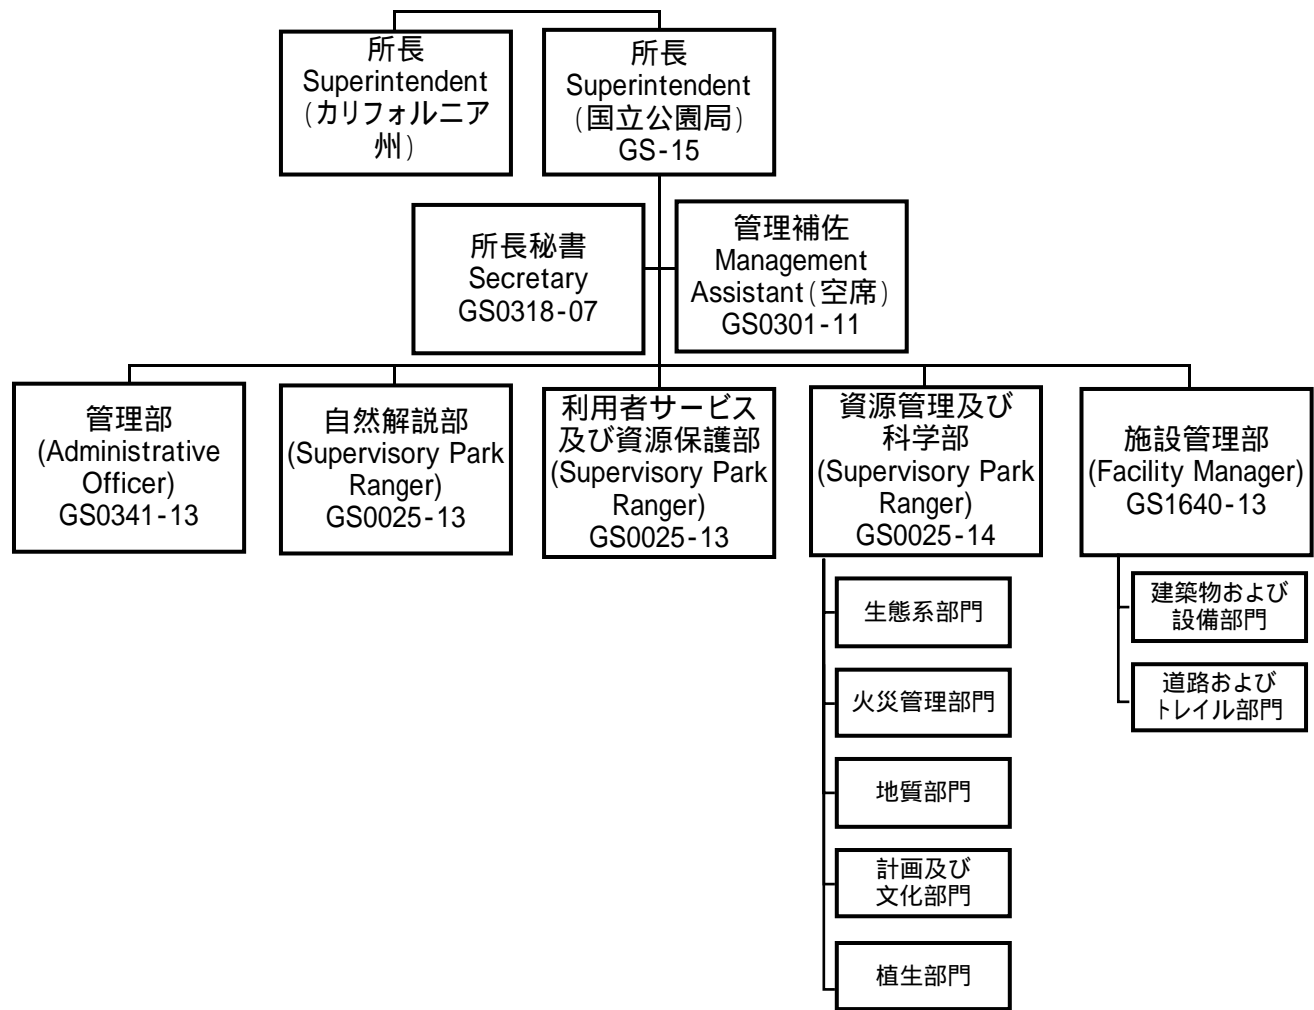 所長
Superintendent
(カリフォルニア
州)
所長
Superintendent
(国立公園局)
GS-15
所長秘書
Secretary
GS0318-07
管理補佐
Management
Assistant(空席)
GS0301-11
管理部
(Administrative
Officer)
GS0341-13
自然解説部
(Supervisory Park
Ranger)
GS0025-13
利用者サービス
及び資源保護部
(Supervisory Park
Ranger)
GS0025-13
資源管理及び
科学部
(Supervisory Park
Ranger)
GS0025-14
施設管理部
(Facility Manager)
GS1640-13
生態系部門
火災管理部門
地質部門
計画及び
文化部門
植生部門
建築物および
設備部門
道路および
トレイル部門